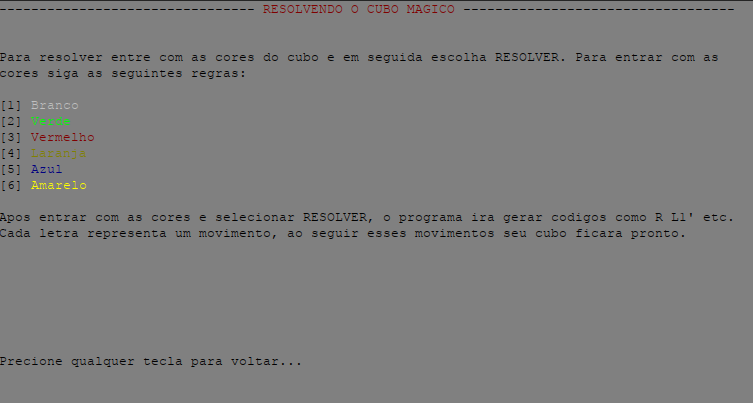 -------------------------------- RESOLVENDO O CUBO MAGICO ----------------------------------
Para resolver entre com as cores do cubo e em seguida escolha RESOLVER. Para entrar com as
cores siga as seguintes regras:
[1] Branco
[2] Verde
[3] Vermelho
[4] Laranja
[5] Azul
[6] Amarelo
Apos entrar com as cores e selecionar RESOLVER, o programa ira gerar codigos como R L1' etc.
Cada letra representa um movimento, ao seguir esses movimentos seu cubo ficara pronto.
Precione qualquer tecla para voltar...